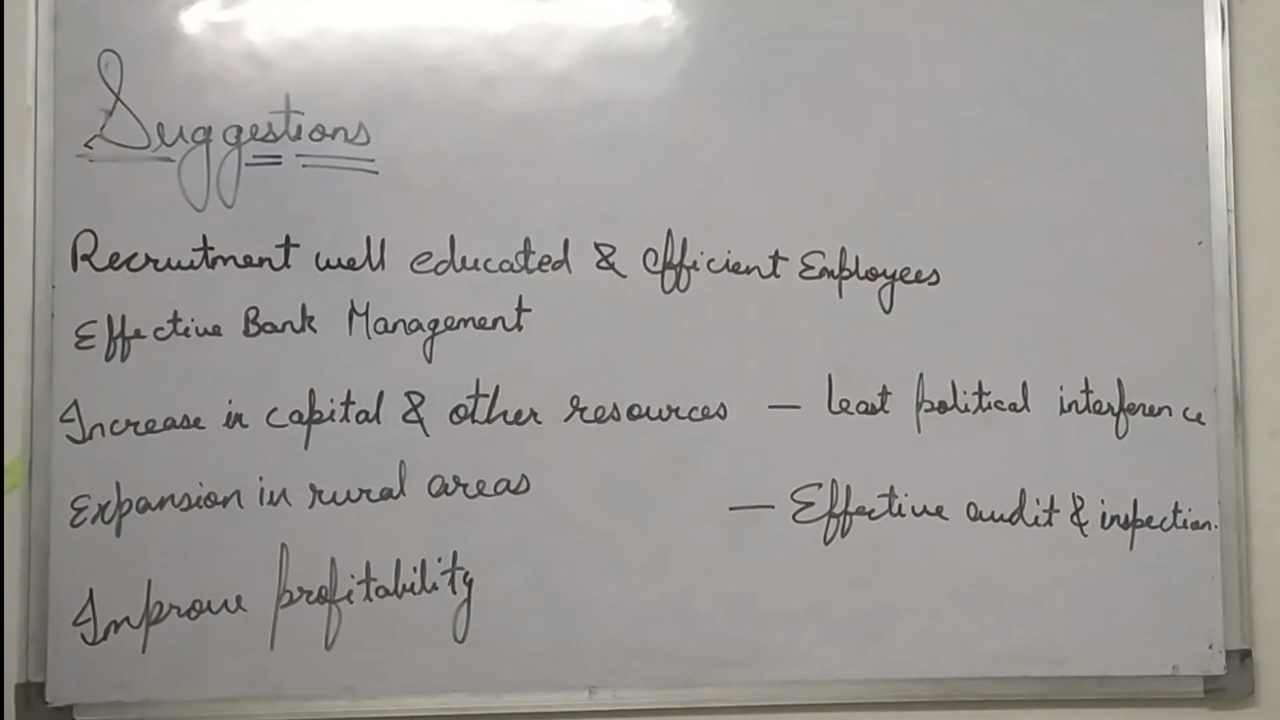 Suggestions
Recruitment well educated & efficient Employees
Effective Bank Management
Increase in capital & other resources — least political interference
Expansion in rural areas
— Effective audit & inspection.
Improve profitability